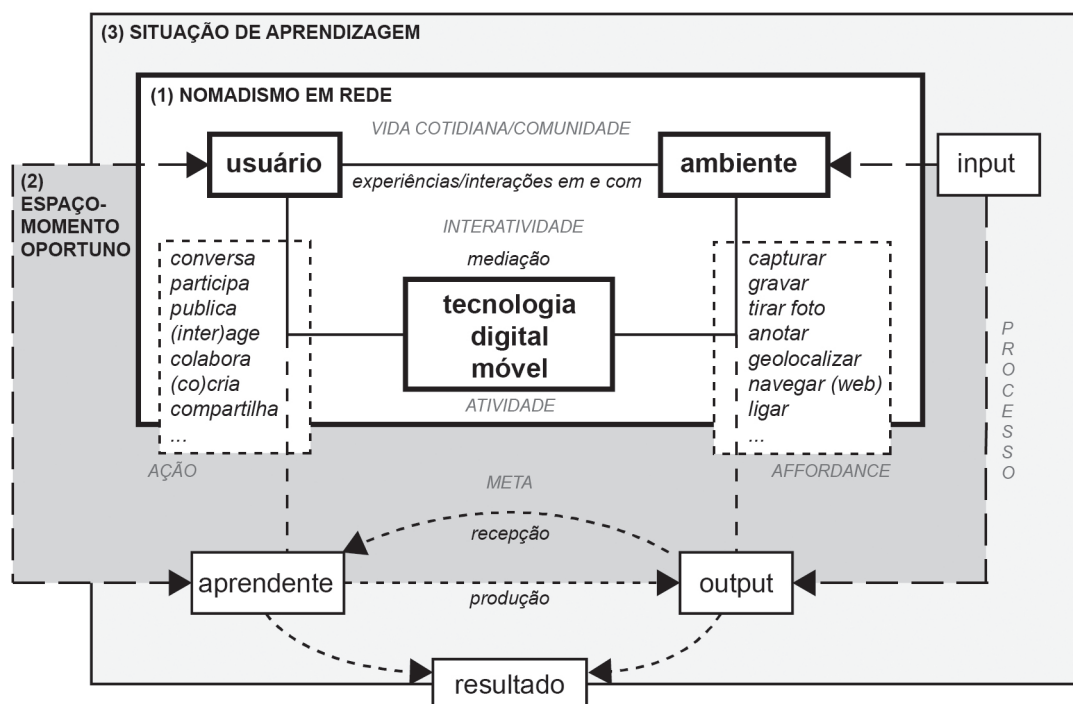 (3) SITUAÇÃO DE APRENDIZAGEM
(1) NOMADISMO EM REDE
VIDA COTIDIANA/COMUNIDADE
usuário
ambiente
input
experiências/interações em e com
(2)
ESPAÇO-
MOMENTO
OPORTUNO
INTERATIVIDADE
mediação
conversa
participa
publica
(inter)age
colabora
(co)cria
compartilha
...
tecnologia
digital
móvel
capturar
gravar
tirar foto
anotar
geolocalizar
navegar (web)
ligar
...
PROCESSO
ATIVIDADE
AÇÃO
META
AFFORDANCE
recepção
aprendente
output
produção
resultado